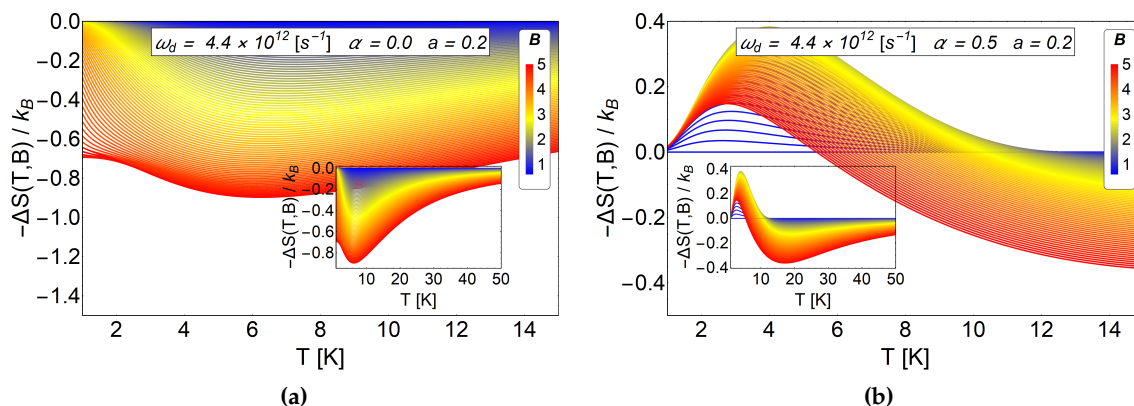 0.0
−0.2
−0.4
−0.6
−0.8
−1.0
−1.2
−1.4
−ΔS(T,B) / k_B
ω_d = 4.4 × 10^12 [s^−1] α = 0.0 a = 0.2
B
5
4
3
2
1
0.0
−0.2
−0.4
−0.6
−0.8
−ΔS(T,B) / k_B
10 20 30 40 50
T [K]
2 4 6 8 10 12 14
T [K]
(a)
0.4
0.2
0.0
−0.2
−0.4
−ΔS(T,B) / k_B
ω_d = 4.4 × 10^12 [s^−1] α = 0.5 a = 0.2
B
5
4
3
2
1
0.4
0.2
0.0
−0.2
−0.4
−ΔS(T,B) / k_B
10 20 30 40 50
T [K]
2 4 6 8 10 12 14
T [K]
(b)